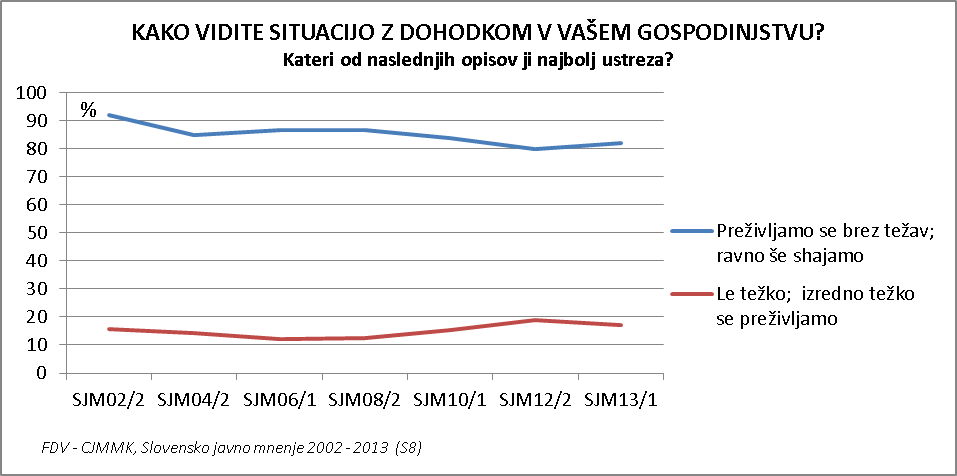 KAKO VIDITE SITUACIJO Z DOHODKOM V VAŠEM GOSPODINJSTVU?
Kateri od naslednjih opisov ji najbolj ustreza?
%
100
90
80
70
60
50
40
30
20
10
0
SJM02/2 SJM04/2 SJM06/1 SJM08/2 SJM10/1 SJM12/2 SJM13/1
Preživljamo se brez težav;
ravno še shajamo
Le težko; izredno težko
se preživljamo
FDV - CJMMK, Slovensko javno mnenje 2002 - 2013 (S8)